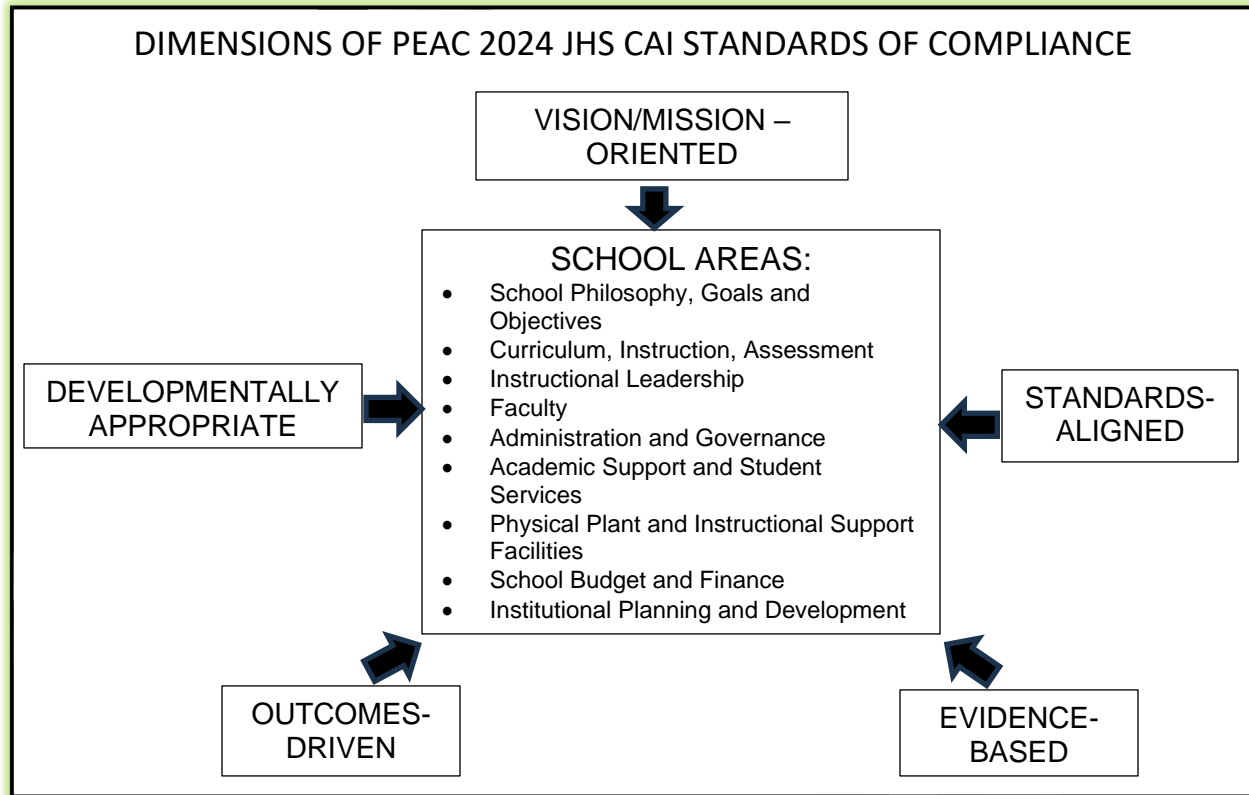 DIMENSIONS OF PEAC 2024 JHS CAI STANDARDS OF COMPLIANCE
VISION/MISSION –
ORIENTED
SCHOOL AREAS:
• School Philosophy, Goals and
Objectives
• Curriculum, Instruction, Assessment
• Instructional Leadership
• Faculty
• Administration and Governance
• Academic Support and Student
Services
• Physical Plant and Instructional Support
Facilities
• School Budget and Finance
• Institutional Planning and Development
DEVELOPMENTALLY
APPROPRIATE
STANDARDS-
ALIGNED
OUTCOMES-
DRIVEN
EVIDENCE-
BASED